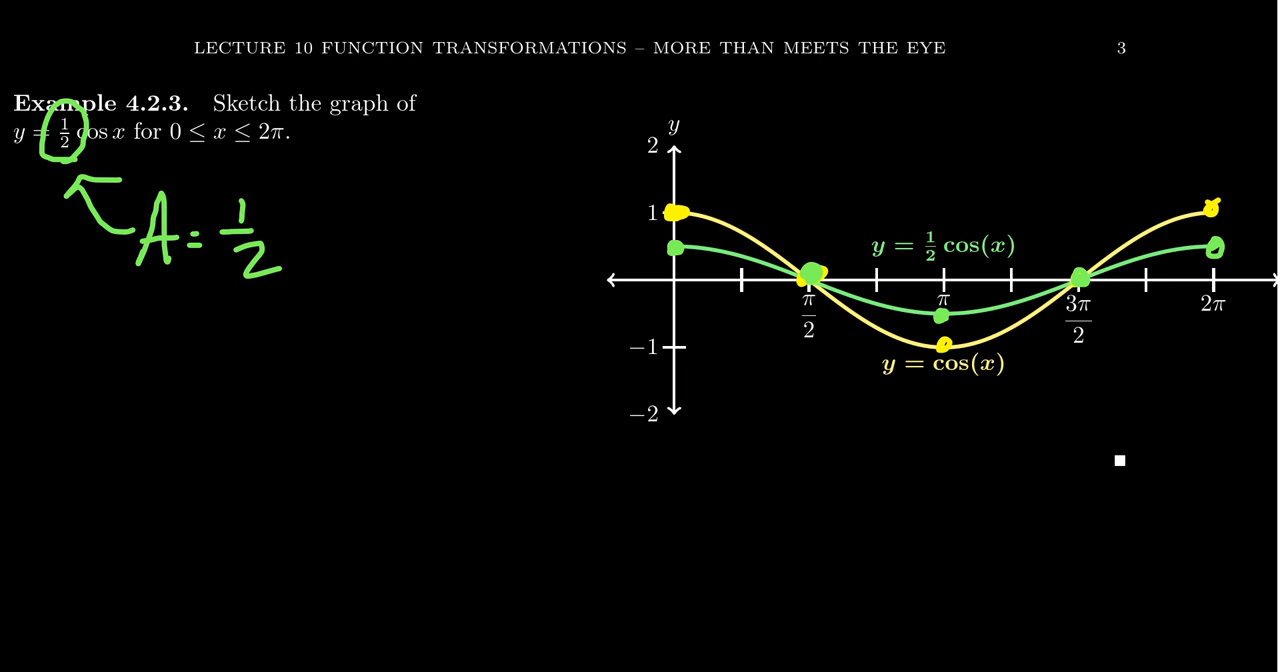 LECTURE 10 FUNCTION TRANSFORMATIONS – MORE THAN MEETS THE EYE 3
Example 4.2.3. Sketch the graph of
y = 1/2 cos x for 0 ≤ x ≤ 2π.
A = 1/2
y
2
1
−1
−2
π/2
π
3π/2
2π
y = 1/2 cos(x)
y = cos(x)